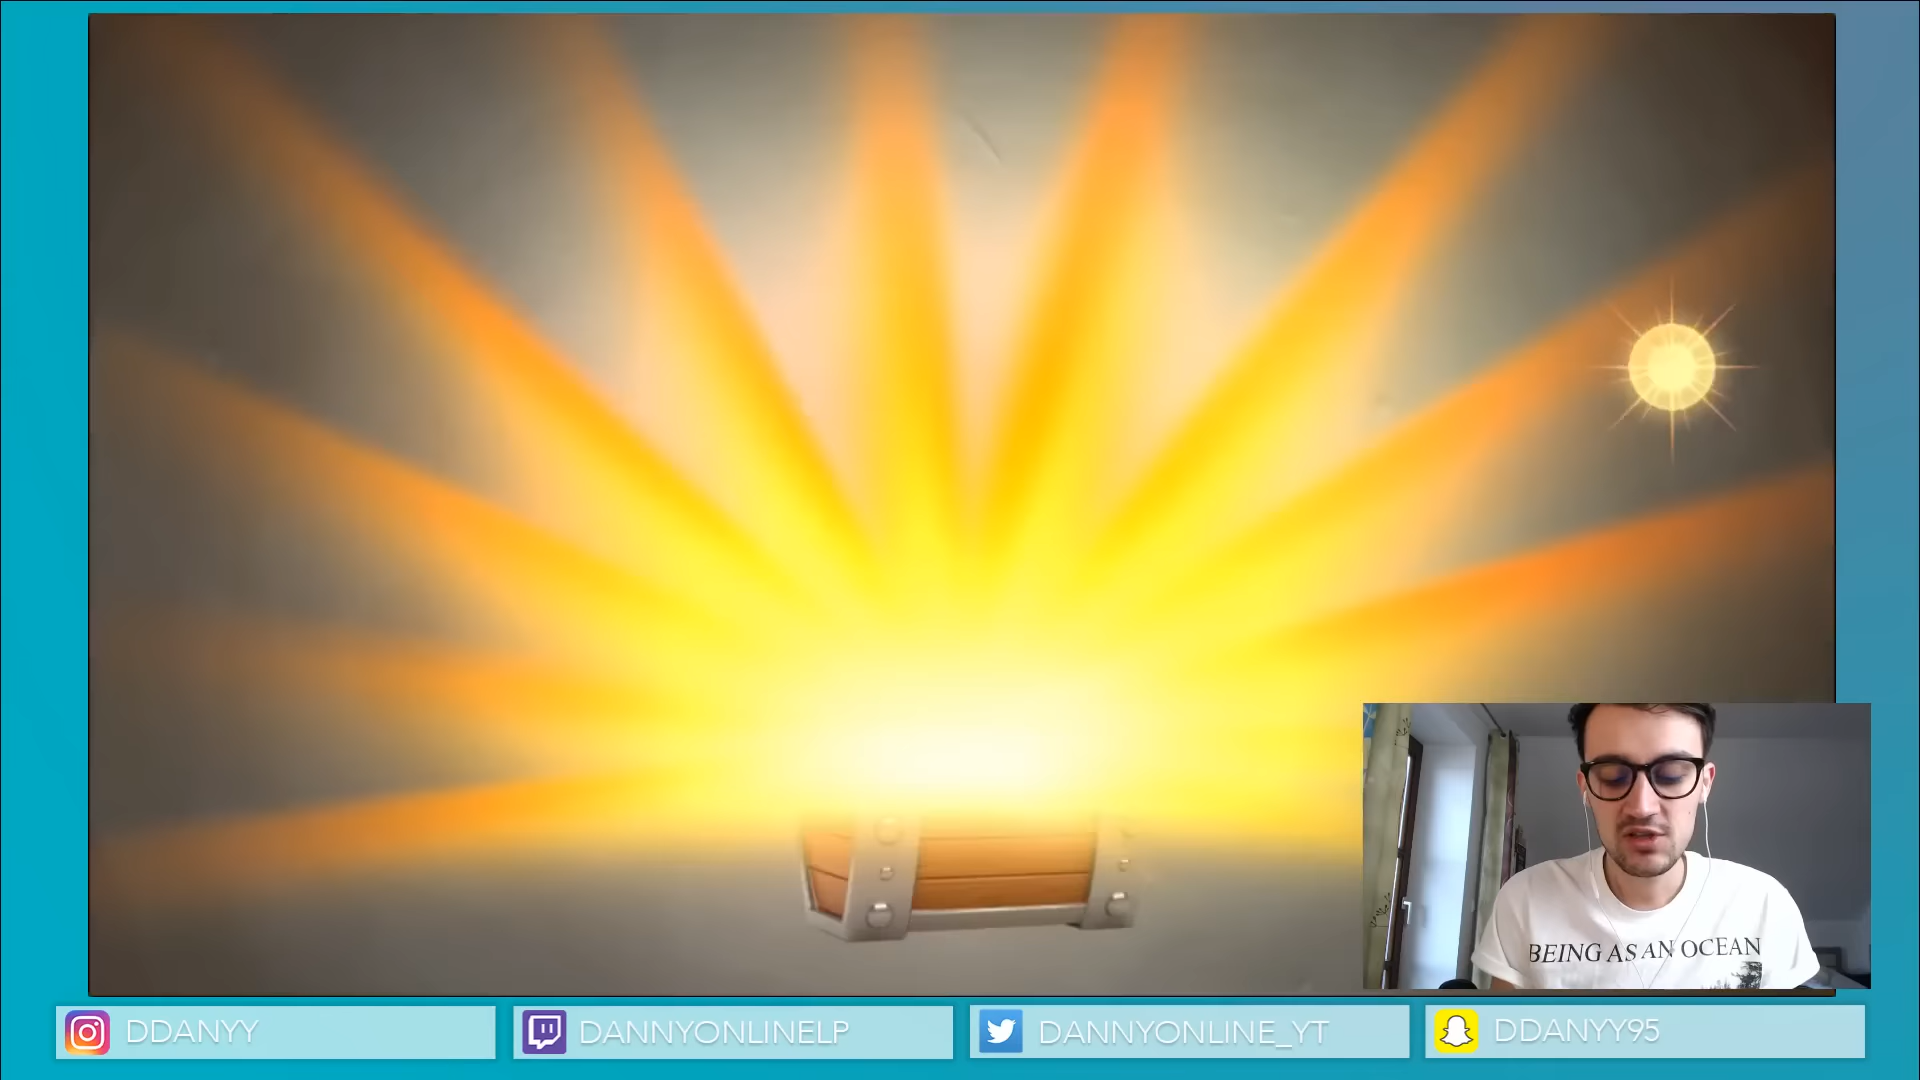 BEING AS AN OCEAN
DDANYY
DANNYONLINELP
DANNYONLINE_YT
DDANYY95